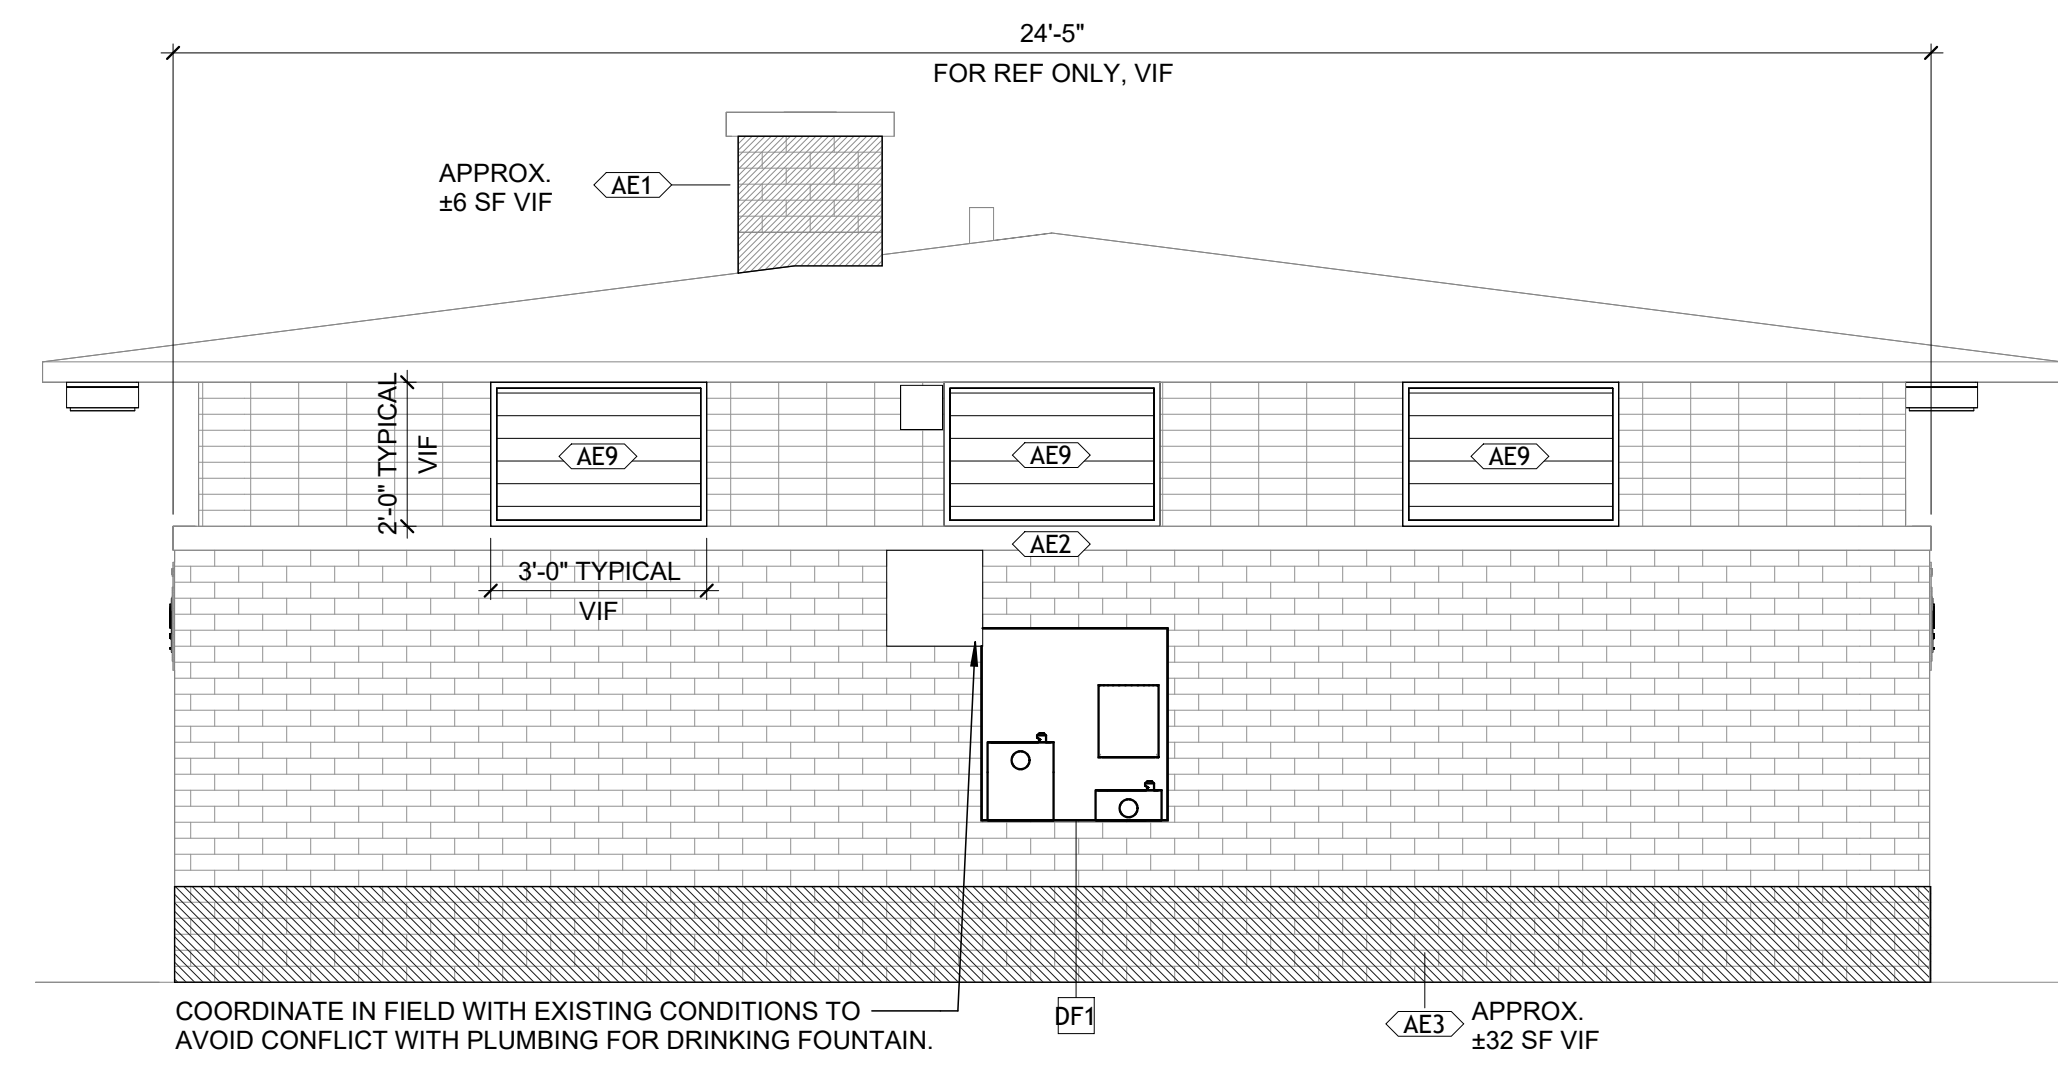 24'-5"
FOR REF ONLY, VIF
APPROX.
±6 SF VIF
AE1
2'-0" TYPICAL
VIF
AE9
AE9
AE9
AE2
3'-0" TYPICAL
VIF
COORDINATE IN FIELD WITH EXISTING CONDITIONS TO
AVOID CONFLICT WITH PLUMBING FOR DRINKING FOUNTAIN.
DF1
AE3
APPROX.
±32 SF VIF